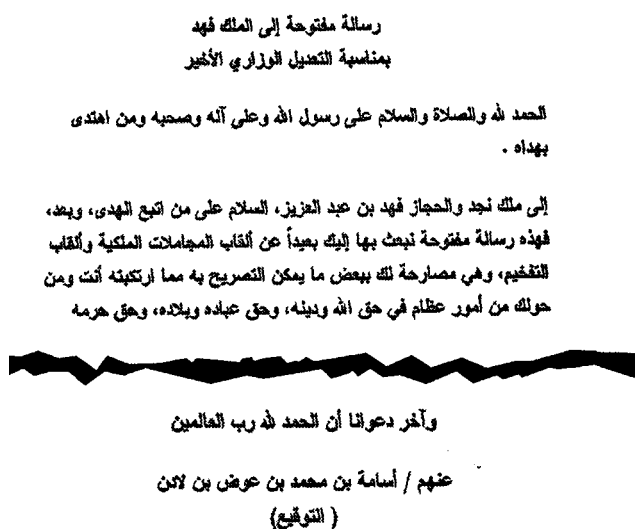 رسالة مفتوحة إلى الملك فهد
بمناسبة التعديل الوزاري الأخير
الحمد لله والصلاة والسلام على رسول الله وعلى آله وصحبه ومن اهتدى
بهداه .
إلى ملك نجد والحجاز فهد بن عبد العزيز، السلام على من اتبع الهدى، وبعد،
فهذه رسالة مفتوحة نبعث بها إليك بعيداً عن ألقاب المجاملات الملكية وألقاب
التفخيم، وهي مصارحة لك ببعض ما يمكن التصريح به مما ارتكبته أنت ومن
حولك من أمور عظام في حق الله ودينه، وحق عباده وبلاده، وحق حرمه
وآخر دعوانا أن الحمد لله رب العالمين
عنهم / أسامة بن محمد بن عوض بن لادن
( التوقيع)